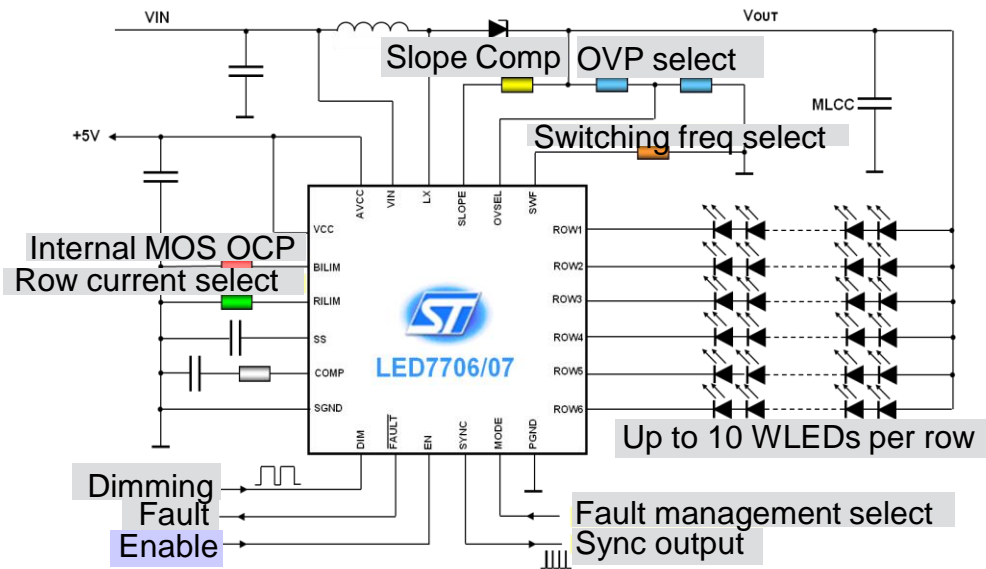 VIN
VOUT
Slope Comp
OVP select
MLCC
+5V
Switching freq select
AVCC
VIN
LX
SLOPE
OVSEL
SWF
VCC
ROW1
Internal MOS OCP
BILIM
ROW2
Row current select
RILIM
ROW3
ST
SS
ROW4
LED7706/07
COMP
ROW5
SGND
ROW6
DIM
FAULT
EN
SYNC
MODE
PGND
Up to 10 WLEDs per row
Dimming
Fault
Fault management select
Enable
Sync output